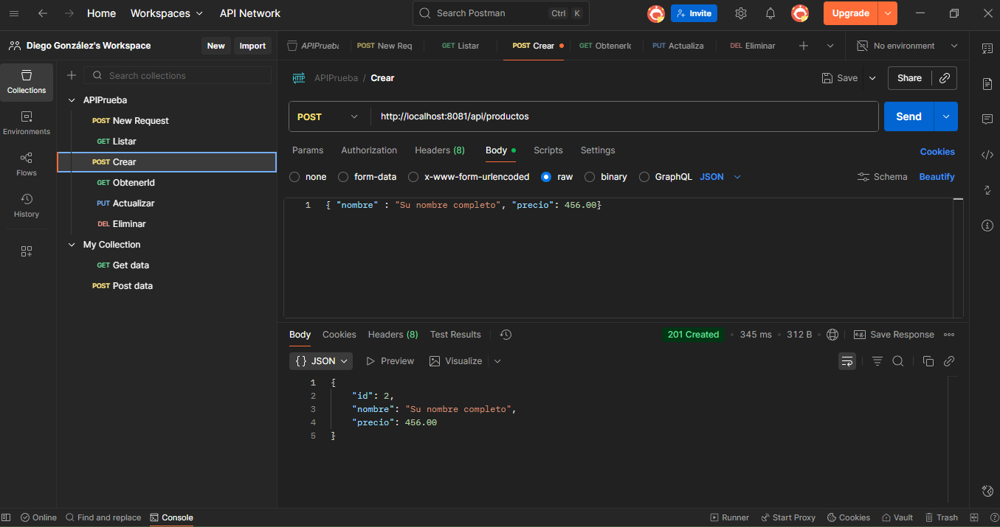 Home Workspaces API Network Search Postman Ctrl K Invite Upgrade
Diego González's Workspace New Import
APIPrueba POST New Req GET Listar POST Crear GET ObtenerId PUT Actualiza DEL Eliminar No environment
Collections
Environments
Flows
History
Search collections
APIPrueba
POST New Request
GET Listar
POST Crear
GET ObtenerId
PUT Actualizar
DEL Eliminar
My Collection
GET Get data
POST Post data
HTTP APIPrueba / Crear Save Share
POST http://localhost:8081/api/productos Send
Params Authorization Headers (8) Body Scripts Settings Cookies
none form-data x-www-form-urlencoded raw binary GraphQL JSON Schema Beautify
1 { "nombre" : "Su nombre completo", "precio": 456.00}
Body Cookies Headers (8) Test Results 201 Created 345 ms 312 B e.g. Save Response
{} JSON Preview Visualize
1 {
2 "id": 2,
3 "nombre": "Su nombre completo",
4 "precio": 456.00
5 }
Online Find and replace Console Runner Start Proxy Cookies Vault Trash